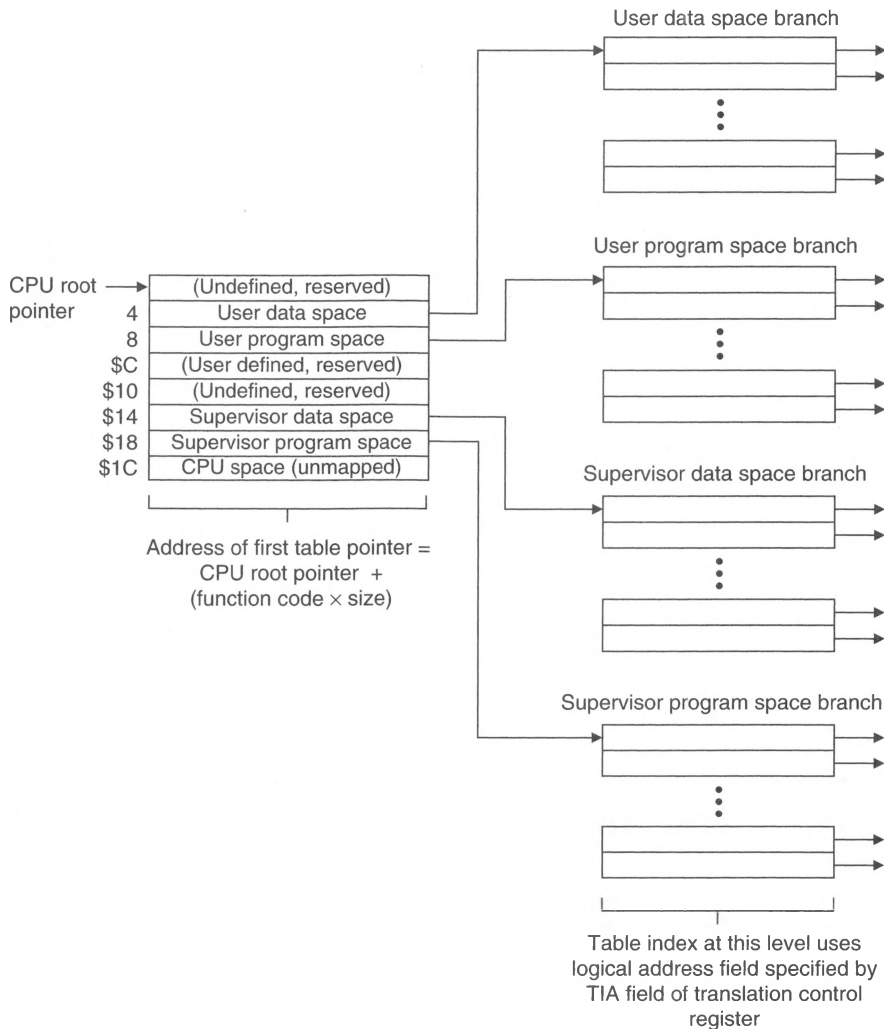 User data space branch
User program space branch
CPU root
pointer
(Undefined, reserved)
4 User data space
8 User program space
$C (User defined, reserved)
$10 (Undefined, reserved)
$14 Supervisor data space
$18 Supervisor program space
$1C CPU space (unmapped)
Supervisor data space branch
Address of first table pointer =
CPU root pointer +
(function code × size)
Supervisor program space branch
Table index at this level uses
logical address field specified by
TIA field of translation control
register